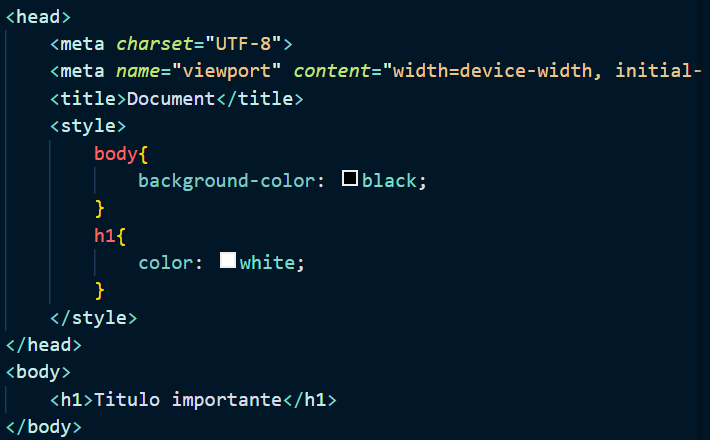 <head>
<meta charset="UTF-8">
<meta name="viewport" content="width=device-width, initial-
<title>Document</title>
<style>
body{
background-color: black;
}
h1{
color: white;
}
</style>
</head>
<body>
<h1>Titulo importante</h1>
</body>